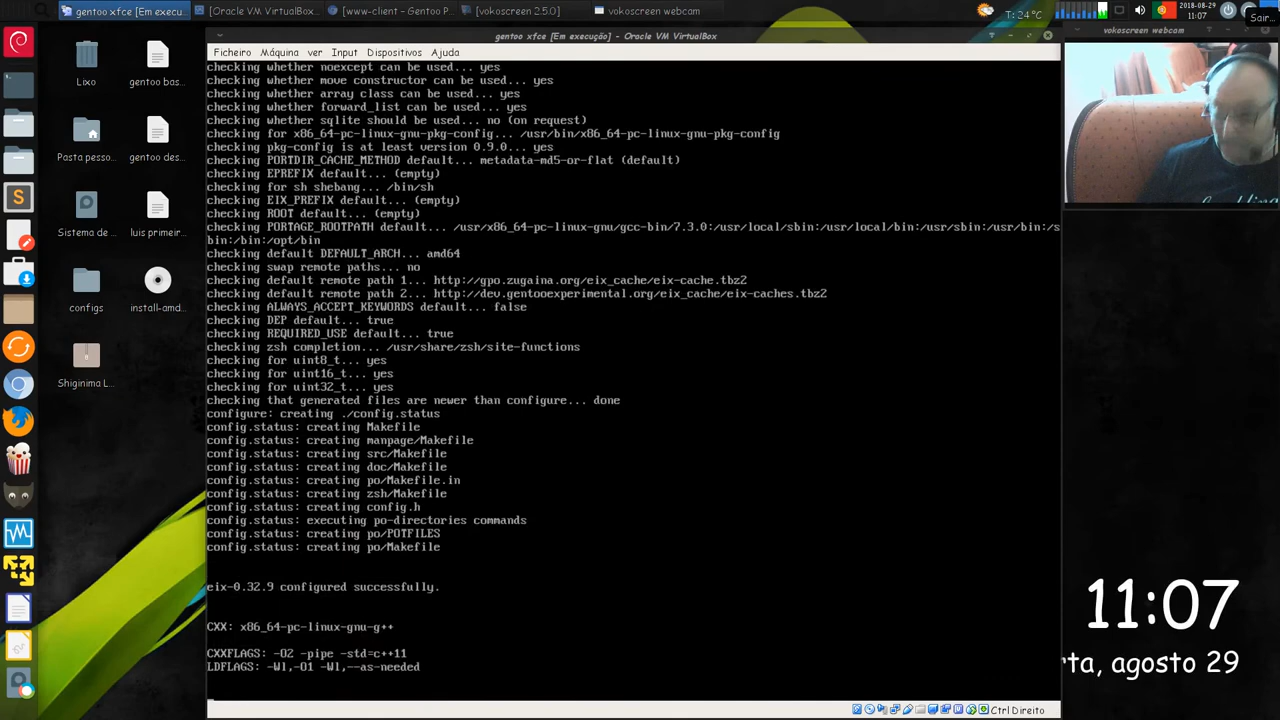 gentoo xfce [Em execu...
[Oracle VM VirtualBox...
[www-client - Gentoo P...
[vokoscreen 2.5.0]
vokoscreen webcam
T: 24°C
2018-08-29
11:07
Sair...
gentoo xfce [Em execução] - Oracle VM VirtualBox
vokoscreen webcam
Ficheiro Máquina ver Input Dispositivos Ajuda
Lixo
gentoo bas...
Pasta pesso...
gentoo des...
Sistema de ...
luis primeir...
configs
install-amd...
Shiginima L...
checking whether noexcept can be used... yes
checking whether move constructor can be used... yes
checking whether array class can be used... yes
checking whether forward_list can be used... yes
checking whether sqlite should be used... no (on request)
checking for x86_64-pc-linux-gnu-pkg-config... /usr/bin/x86_64-pc-linux-gnu-pkg-config
checking pkg-config is at least version 0.9.0... yes
checking PORTDIR_CACHE_METHOD default... metadata-md5-or-flat (default)
checking EPREFIX default... (empty)
checking for sh shebang... /bin/sh
checking EIX_PREFIX default... (empty)
checking ROOT default... (empty)
checking PORTAGE_ROOTPATH default... /usr/x86_64-pc-linux-gnu/gcc-bin/7.3.0:/usr/local/sbin:/usr/local/bin:/usr/sbin:/usr/bin:/s
bin:/bin:/opt/bin
checking default DEFAULT_ARCH... amd64
checking swap remote paths... no
checking default remote path 1... http://gpo.zugaina.org/eix_cache/eix-cache.tbz2
checking default remote path 2... http://dev.gentooexperimental.org/eix_cache/eix-caches.tbz2
checking ALWAYS_ACCEPT_KEYWORDS default... false
checking DEP default... true
checking REQUIRED_USE default... true
checking zsh completion... /usr/share/zsh/site-functions
checking for uint8_t... yes
checking for uint16_t... yes
checking for uint32_t... yes
checking that generated files are newer than configure... done
configure: creating ./config.status
config.status: creating Makefile
config.status: creating manpage/Makefile
config.status: creating src/Makefile
config.status: creating doc/Makefile
config.status: creating po/Makefile.in
config.status: creating zsh/Makefile
config.status: creating config.h
config.status: executing po-directories commands
config.status: creating po/POTFILES
config.status: creating po/Makefile
eix-0.32.9 configured successfully.
CXX: x86_64-pc-linux-gnu-g++
CXXFLAGS: -O2 -pipe -std=c++11
LDFLAGS: -Wl,-O1 -Wl,--as-needed
11:07
rta, agosto 29
Ctrl Direito